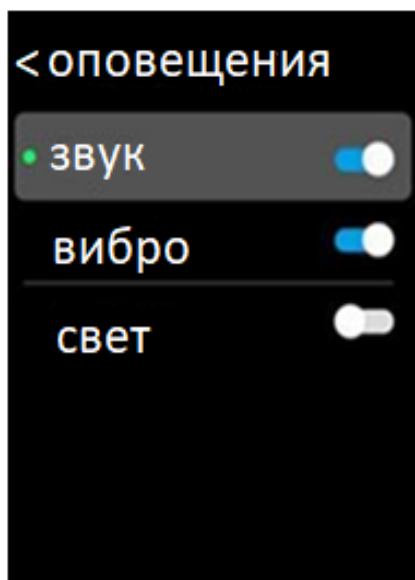 < оповещения
звук
вибро
свет